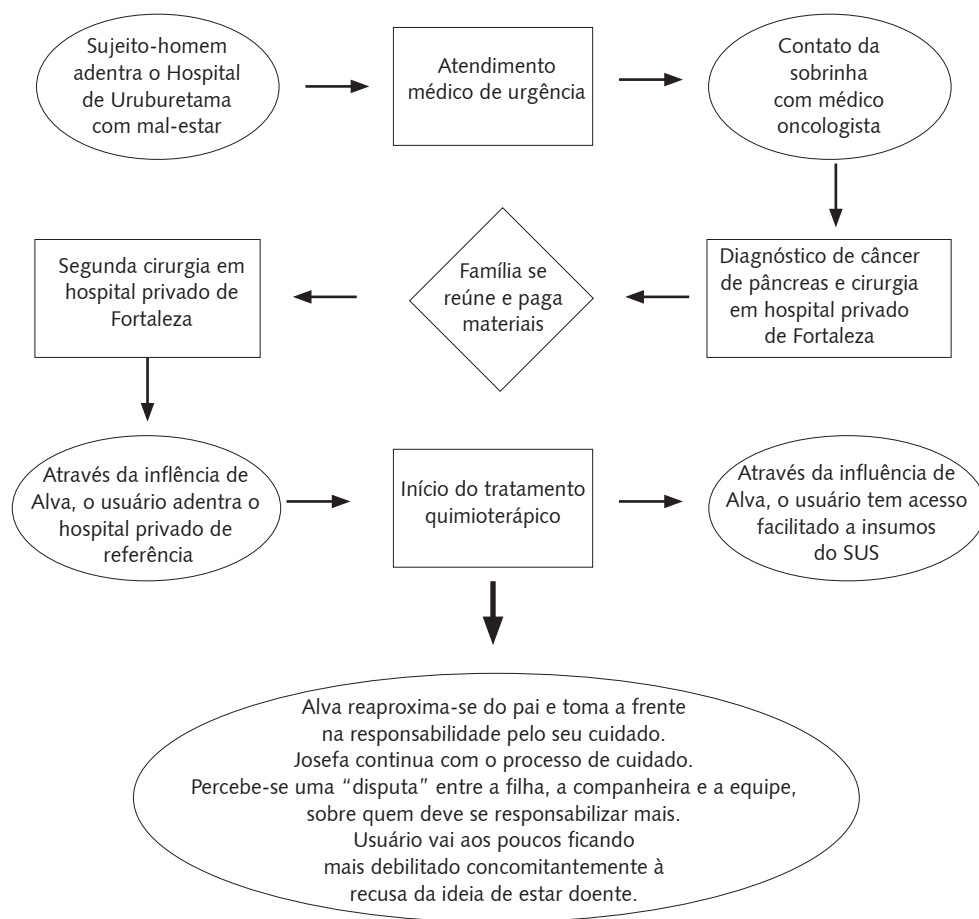 Sujeito-homem
adentra o Hospital
de Uruburetama
com mal-estar
Atendimento
médico de urgência
Contato da
sobrinha
com médico
oncologista
Diagnóstico de câncer
de pâncreas e cirurgia
em hospital privado
de Fortaleza
Família se
reúne e paga
materiais
Segunda cirurgia em
hospital privado de
Fortaleza
Através da inflência de
Alva, o usuário adentra o
hospital privado de
referência
Início do tratamento
quimioterápico
Através da influência de
Alva, o usuário tem acesso
facilitado a insumos
do SUS
Alva reaproxima-se do pai e toma a frente
na responsabilidade pelo seu cuidado.
Josefa continua com o processo de cuidado.
Percebe-se uma “disputa” entre a filha, a companheira e a equipe,
sobre quem deve se responsabilizar mais.
Usuário vai aos poucos ficando
mais debilitado concomitantemente à
recusa da ideia de estar doente.